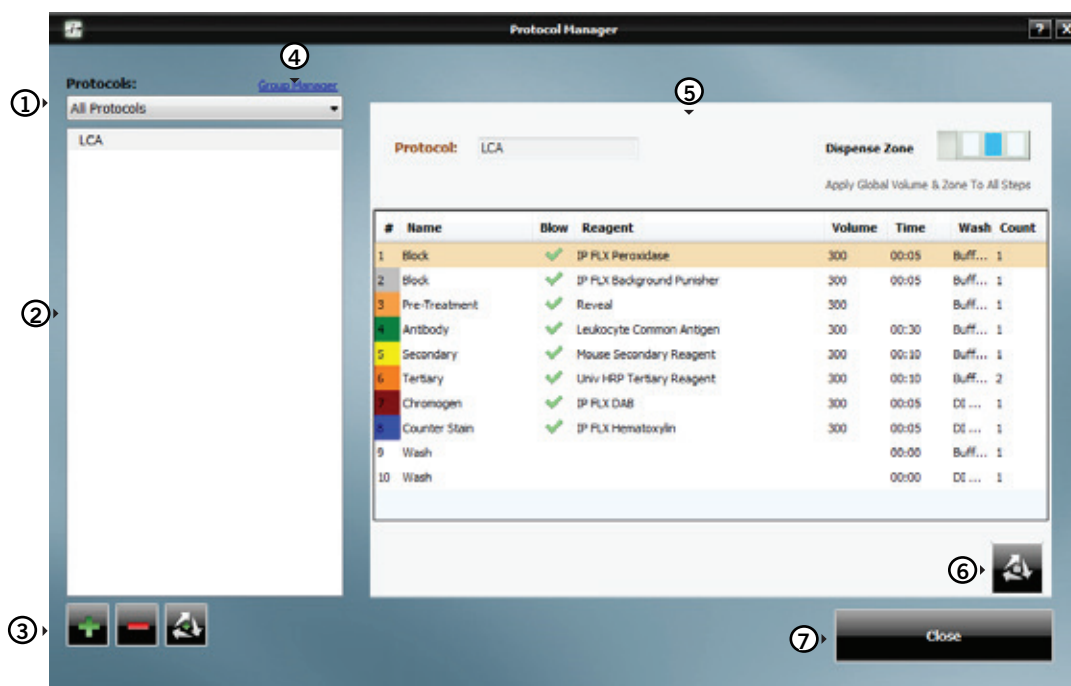 Protocol Manager
? X
4
Protocols: Group Manager
1
All Protocols
5
LCA
Protocol: LCA
Dispense Zone
Apply Global Volume & Zone To All Steps
# Name Blow Reagent Volume Time Wash Count
1 Block IP FLX Peroxidase 300 00:05 Buff... 1
2 Block IP FLX Background Punisher 300 00:05 Buff... 1
3 Pre-Treatment Reveal 300 Buff... 1
2
4 Antibody Leukocyte Common Antigen 300 00:30 Buff... 1
5 Secondary Mouse Secondary Reagent 300 00:10 Buff... 1
6 Tertiary Univ HRP Tertiary Reagent 300 00:10 Buff... 2
7 Chromogen IP FLX DAB 300 00:05 DI ... 1
8 Counter Stain IP FLX Hematoxylin 300 00:05 DI ... 1
9 Wash 00:00 Buff... 1
10 Wash 00:00 DI ... 1
6
3
7
Close